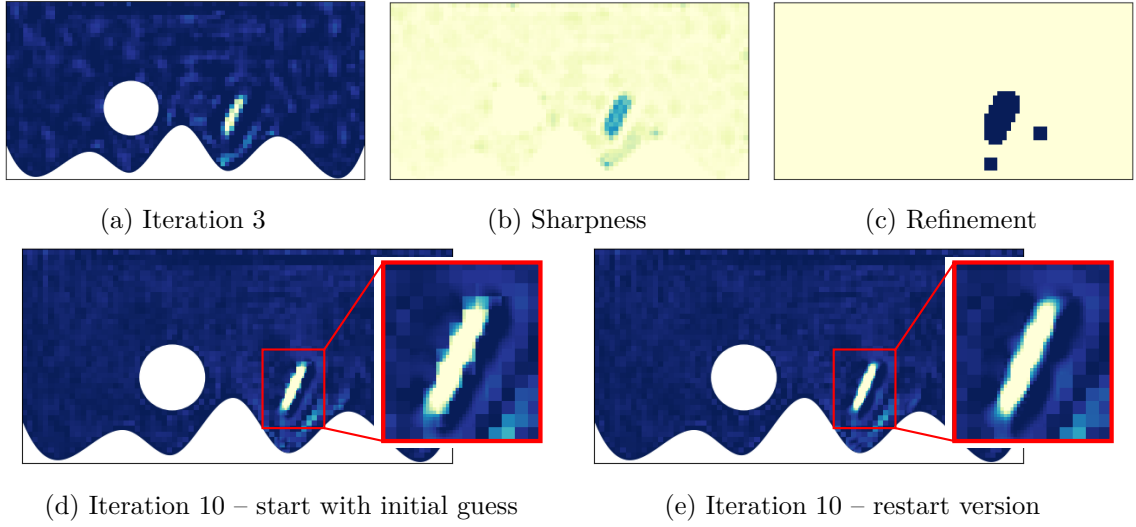 (a) Iteration 3
(b) Sharpness
(c) Refinement
(d) Iteration 10 – start with initial guess
(e) Iteration 10 – restart version